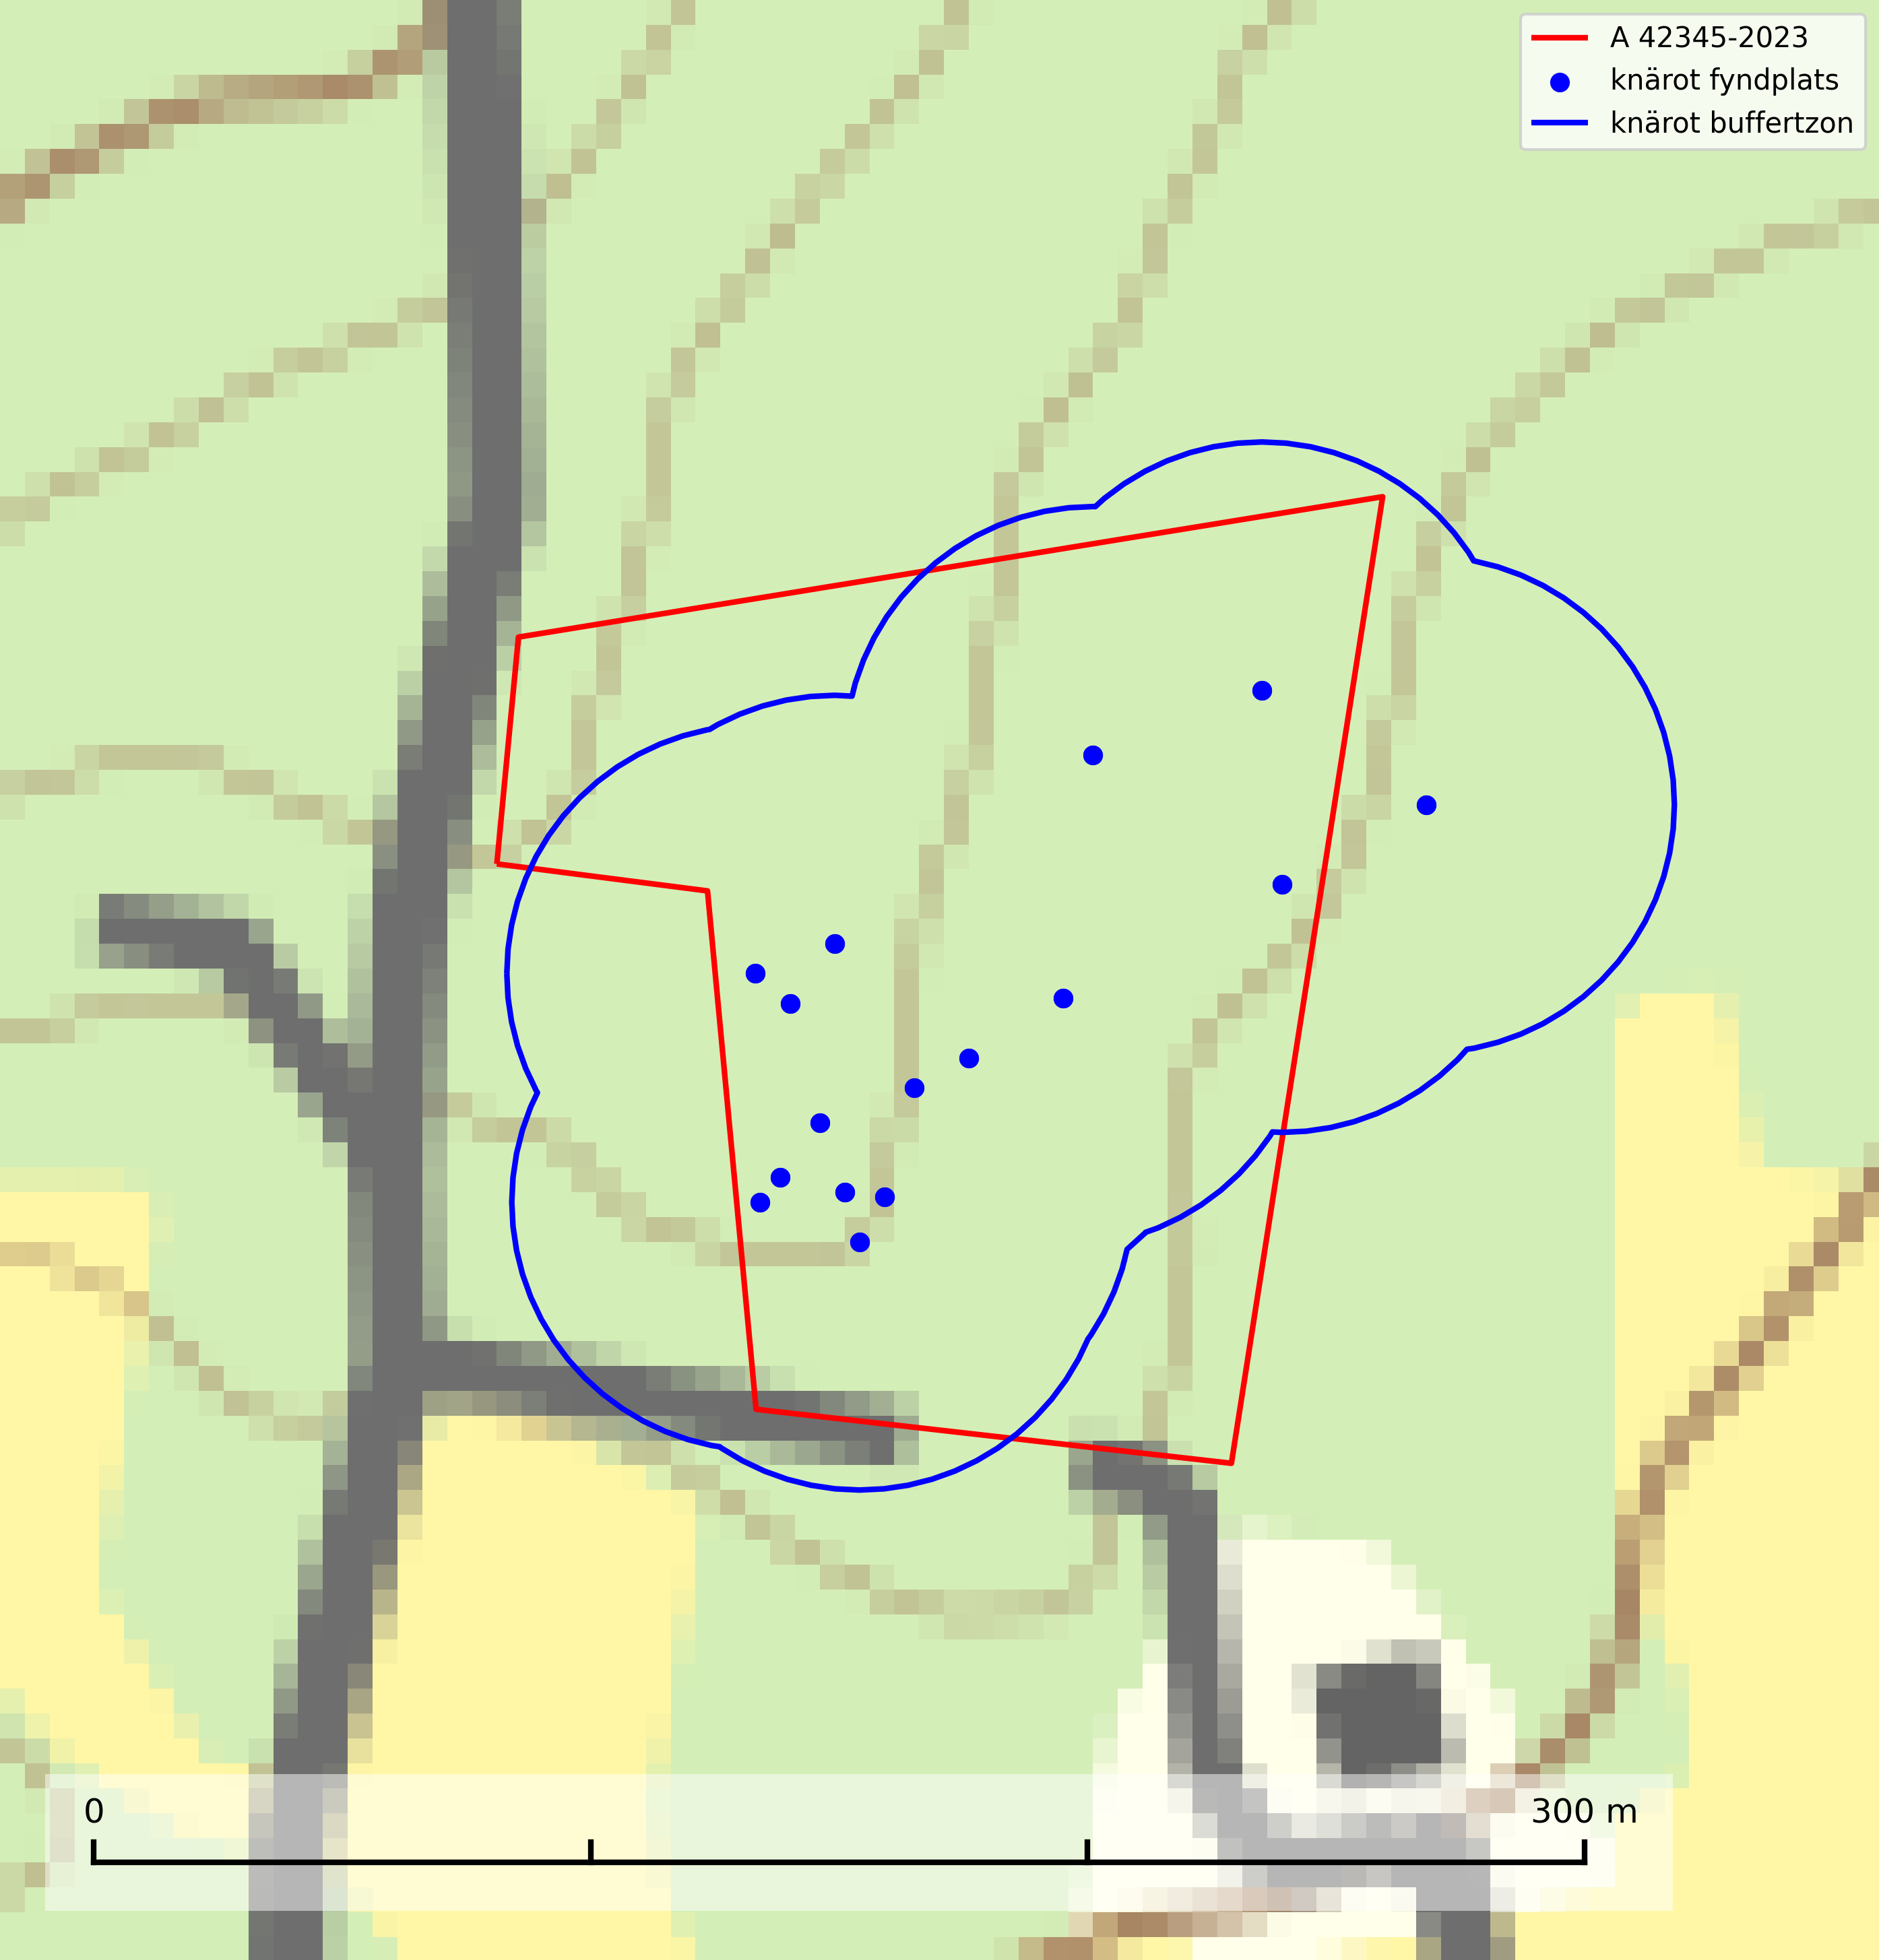 A 42345-2023
knärot fyndplats
knärot buffertzon
0 300 m